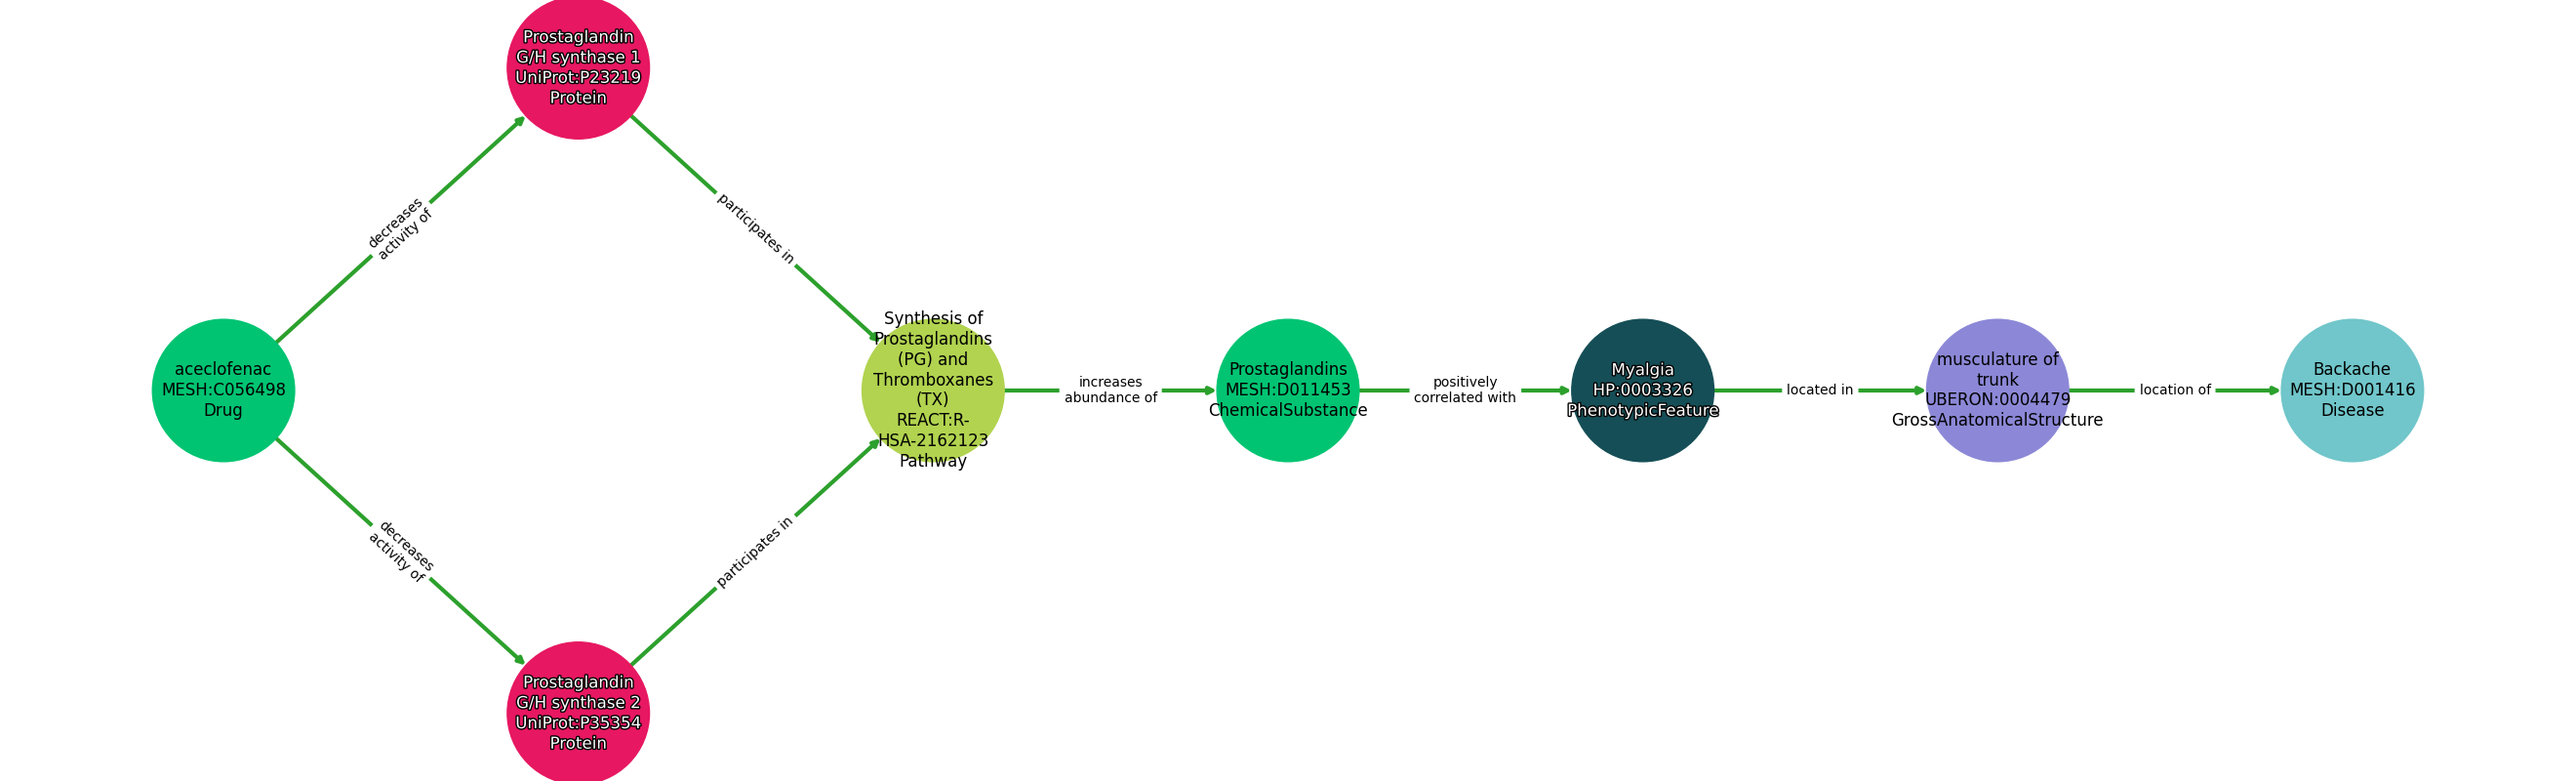 Prostaglandin
G/H synthase 1
UniProt:P23219
Protein
decreases
activity of
participates in
aceclofenac
MESH:C056498
Drug
Synthesis of
Prostaglandins
(PG) and
Thromboxanes
(TX)
REACT:R-
HSA-2162123
Pathway
increases
abundance of
Prostaglandins
MESH:D011453
ChemicalSubstance
positively
correlated with
Myalgia
HP:0003326
PhenotypicFeature
located in
musculature of
trunk
UBERON:0004479
GrossAnatomicalStructure
location of
Backache
MESH:D001416
Disease
decreases
activity of
participates in
Prostaglandin
G/H synthase 2
UniProt:P35354
Protein